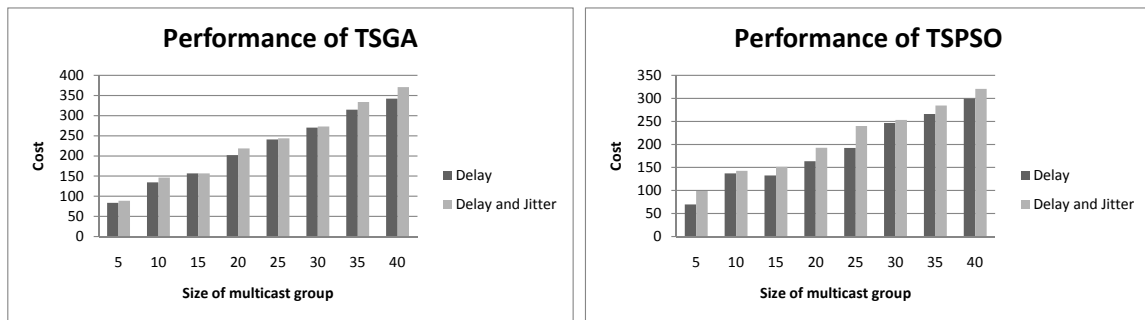 Performance of TSGA
400
350
300
250
200
150
100
50
0
Cost
5 10 15 20 25 30 35 40
Size of multicast group
Delay
Delay and Jitter
Performance of TSPSO
350
300
250
200
150
100
50
0
Cost
5 10 15 20 25 30 35 40
Size of multicast group
Delay
Delay and Jitter